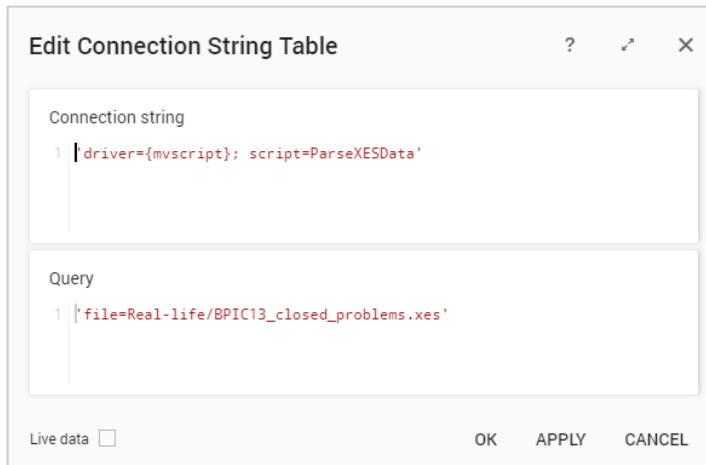 Edit Connection String Table ?
Connection string
1 'driver={mvscript}; script=ParseXESData'
Query
1 'file=Real-life/BPIC13_closed_problems.xes'
Live data OK APPLY CANCEL